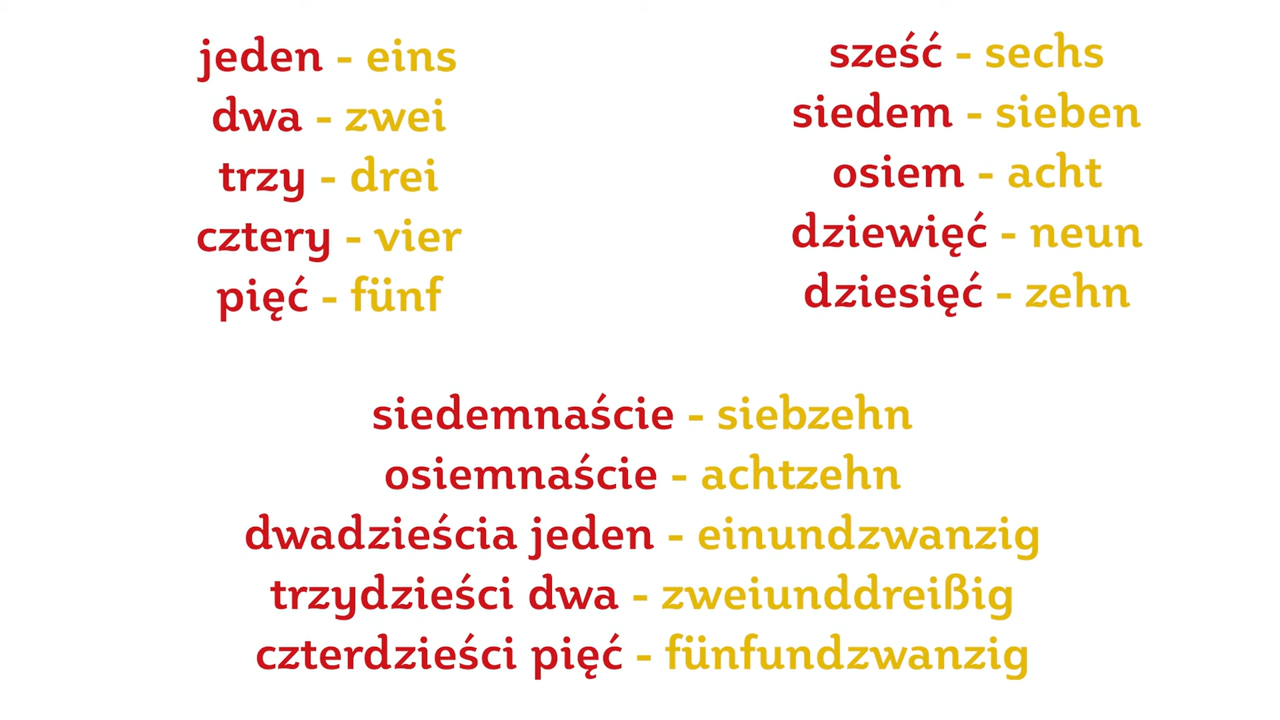 jeden - eins
dwa - zwei
trzy - drei
cztery - vier
pięć - fünf
sześć - sechs
siedem - sieben
osiem - acht
dziewięć - neun
dziesięć - zehn
siedemnaście - siebzehn
osiemnaście - achtzehn
dwadzieścia jeden - einundzwanzig
trzydzieści dwa - zweiunddreißig
czterdzieści pięć - fünfundzwanzig